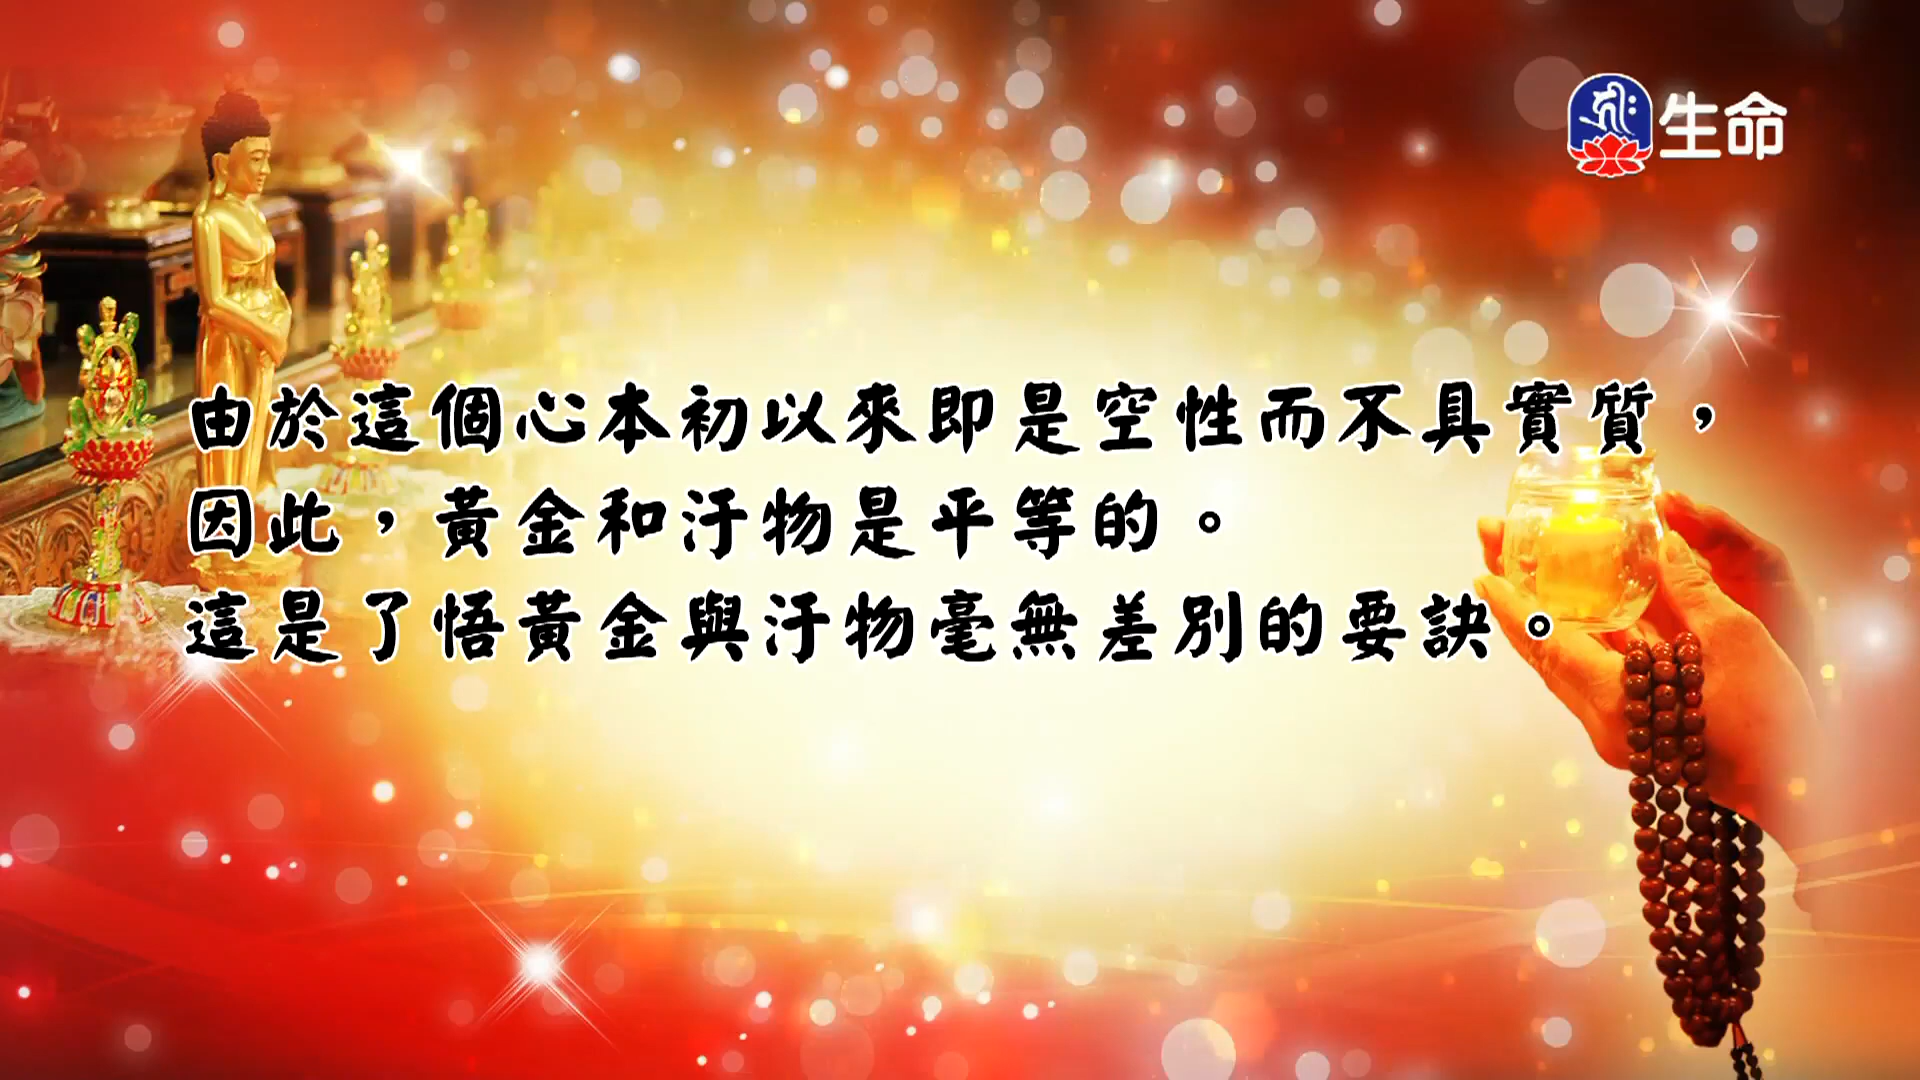 生命
由於這個心本初以來即是空性而不具實質，
因此，黃金和汙物是平等的。
這是了悟黃金與汙物毫無差別的要訣。